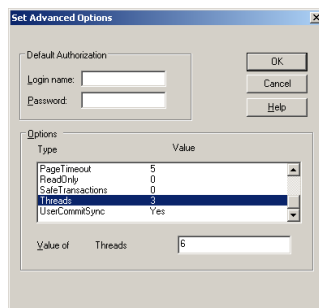 Set Advanced Options
Default Authorization
Login name:
Password:
OK
Cancel
Help
Options
Type Value
PageTimeout 5
ReadOnly 0
SafeTransactions 0
Threads 3
UserCommitSync Yes
Value of Threads 6